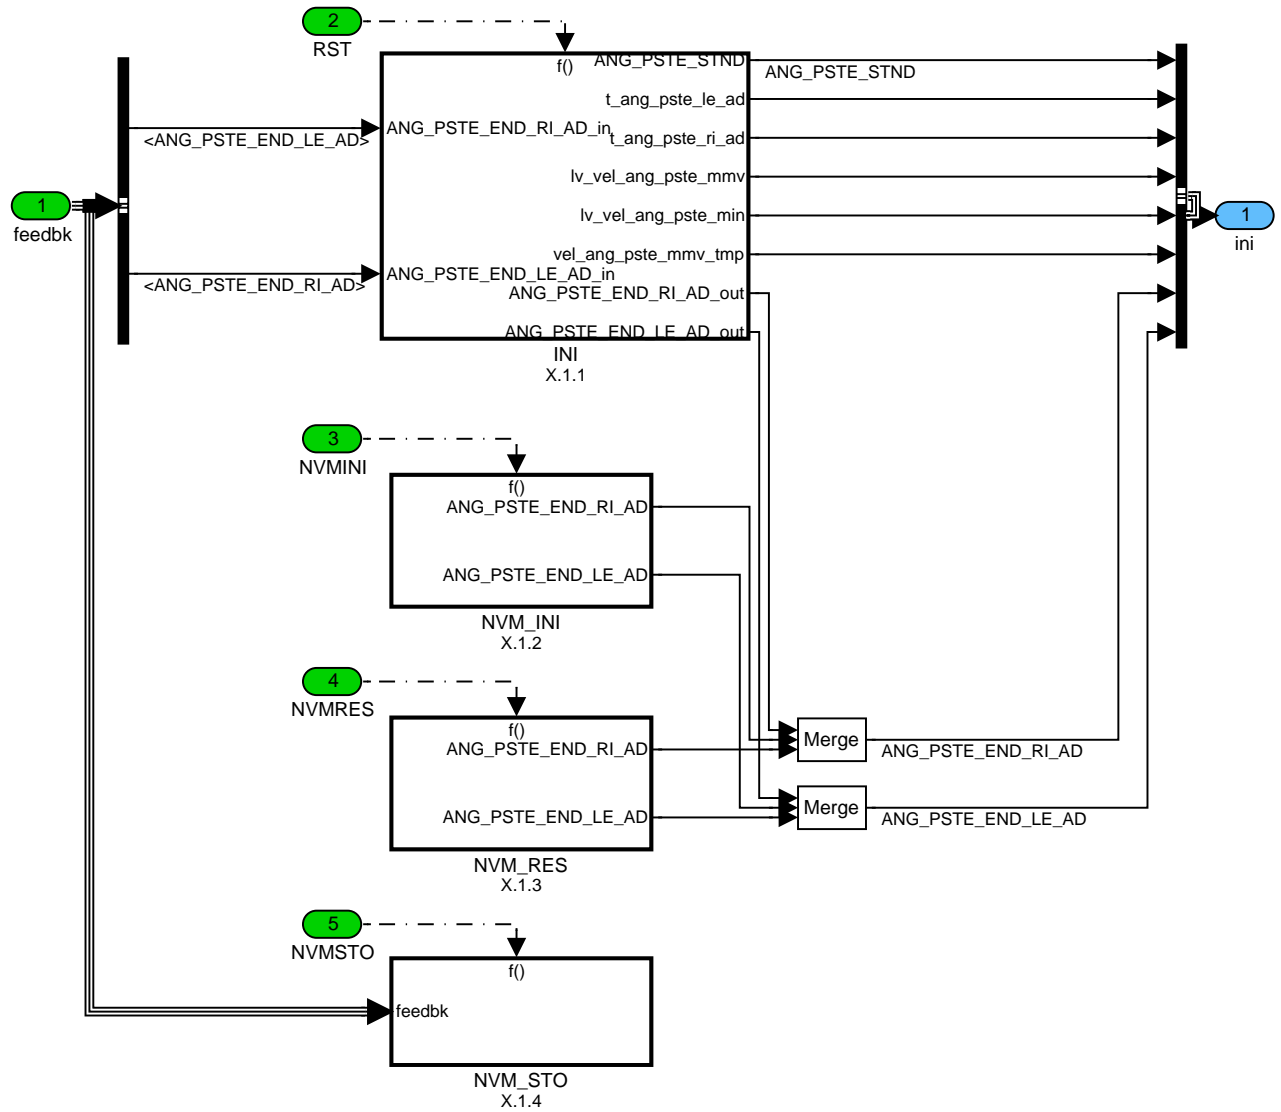 2
RST
f()
ANG_PSTE_STND
ANG_PSTE_STND
t_ang_pste_le_ad
ANG_PSTE_END_RI_AD_in
t_ang_pste_ri_ad
<ANG_PSTE_END_LE_AD>
lv_vel_ang_pste_mmv
1
feedbk
lv_vel_ang_pste_min
1
ini
vel_ang_pste_mmv_tmp
ANG_PSTE_END_LE_AD_in
<ANG_PSTE_END_RI_AD>
ANG_PSTE_END_RI_AD_out
ANG_PSTE_END_LE_AD_out
INI
X.1.1
3
NVMINI
f()
ANG_PSTE_END_RI_AD
ANG_PSTE_END_LE_AD
NVM_INI
X.1.2
4
NVMRES
f()
ANG_PSTE_END_RI_AD
ANG_PSTE_END_LE_AD
NVM_RES
X.1.3
Merge
ANG_PSTE_END_RI_AD
Merge
ANG_PSTE_END_LE_AD
5
NVMSTO
f()
feedbk
NVM_STO
X.1.4